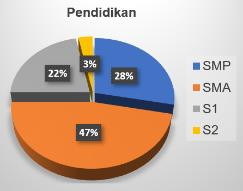 Pendidikan
3%
22%
28%
47%
SMP
SMA
S1
S2